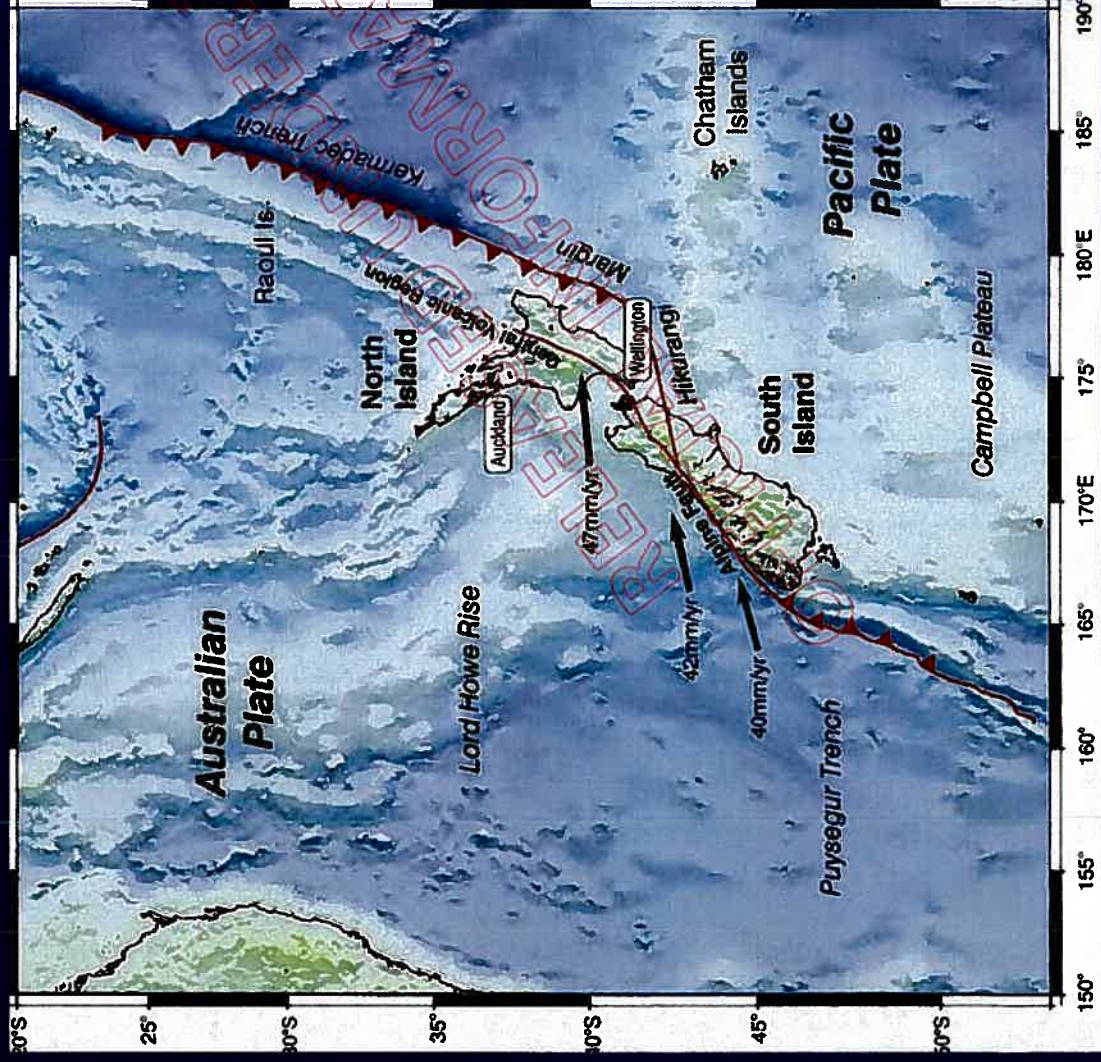 190°
185°
180°E
175°
170°E
165°
160°
155°
150°
25°
35°
45°
Kermadec Trench
Raoul Is.
Chatham
Islands
Pacific
Plate
Margin
Central Volcanic Region
North
Island
Auckland
Wellington
Hikurangi
South
Island
Campbell Plateau
47mm/yr
42mm/yr
40mm/yr
Alpine Fault
Australian
Plate
Lord Howe Rise
Puysegur Trench